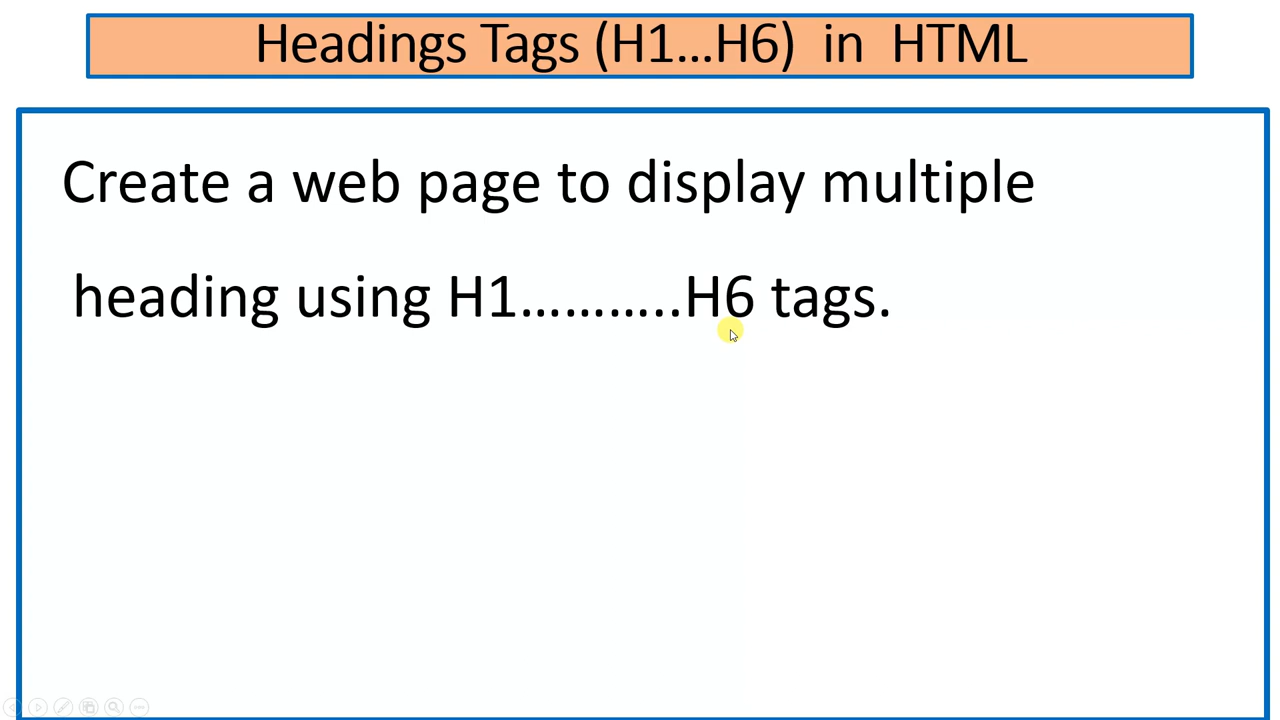 Headings Tags (H1...H6) in HTML
Create a web page to display multiple
heading using H1...………..H6 tags.